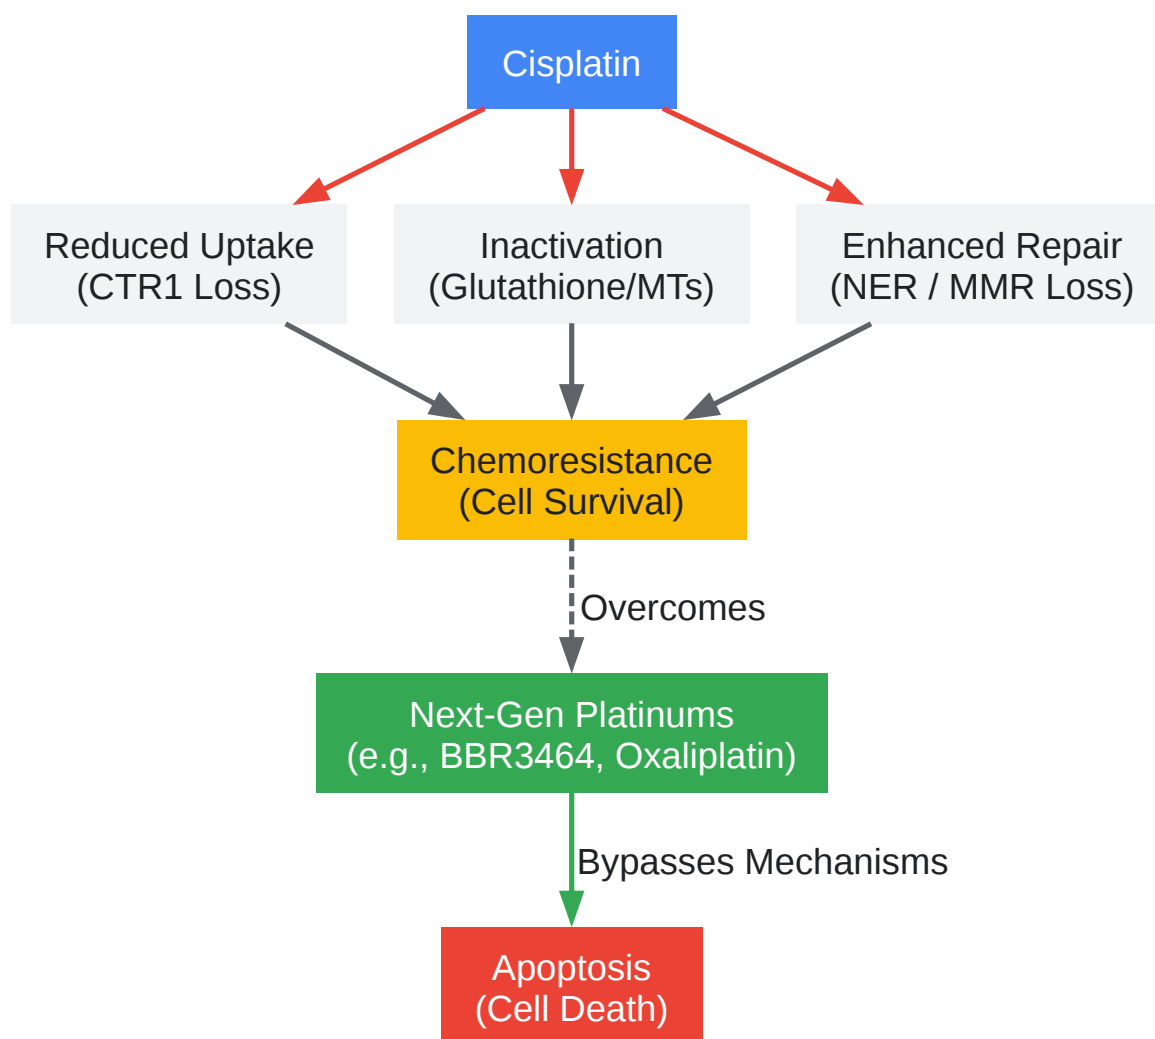 Cisplatin
Reduced Uptake
(CTR1 Loss)
Inactivation
(Glutathione/MTs)
Enhanced Repair
(NER / MMR Loss)
Chemoresistance
(Cell Survival)
Overcomes
Next-Gen Platinums
(e.g., BBR3464, Oxaliplatin)
Bypasses Mechanisms
Apoptosis
(Cell Death)